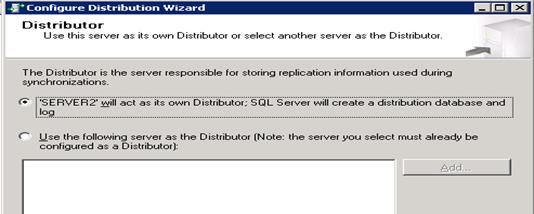 Configure Distribution Wizard
Distributor
Use this server as its own Distributor or select another server as the Distributor.
The Distributor is the server responsible for storing replication information used during
synchronizations.
'SERVER2' will act as its own Distributor; SQL Server will create a distribution database and
log
Use the following server as the Distributor (Note: the server you select must already be
configured as a Distributor):
Add...